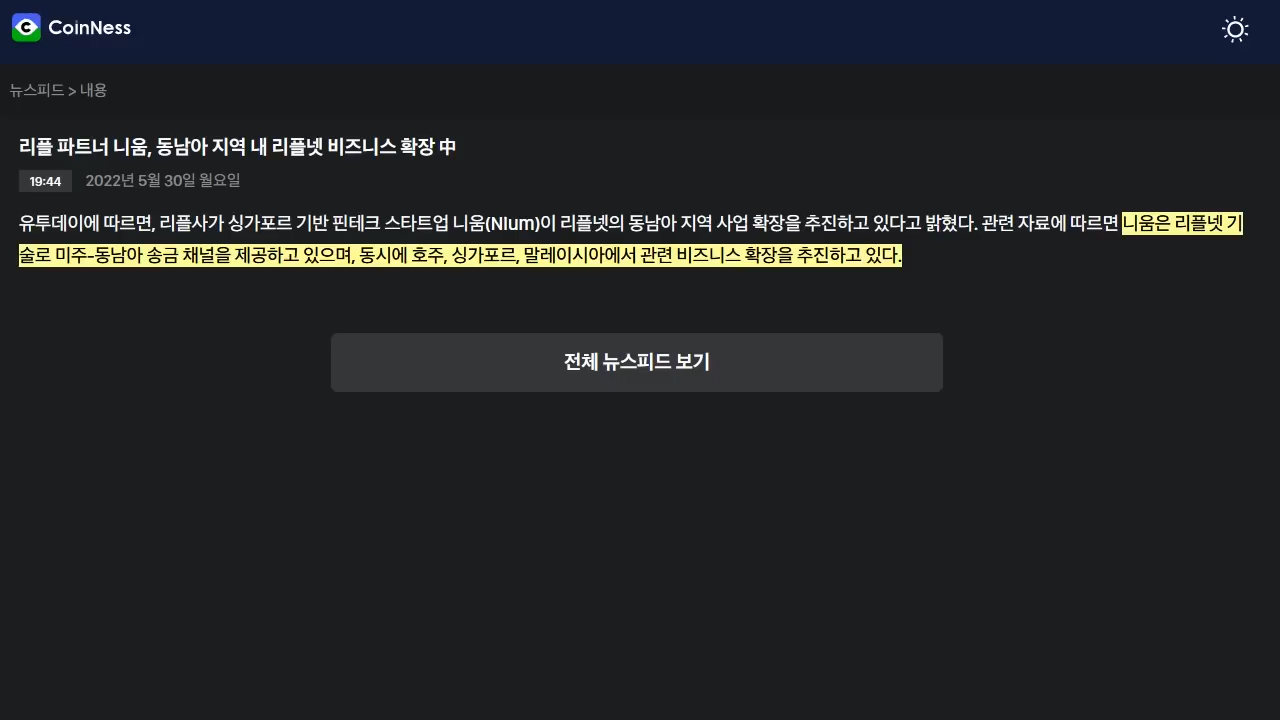 CoinNess
뉴스피드 > 내용
리플 파트너 니움, 동남아 지역 내 리플넷 비즈니스 확장 中
19:44 2022년 5월 30일 월요일
유투데이에 따르면, 리플사가 싱가포르 기반 핀테크 스타트업 니움(NIum)이 리플넷의 동남아 지역 사업 확장을 추진하고 있다고 밝혔다. 관련 자료에 따르면 니움은 리플넷 기
술로 미주-동남아 송금 채널을 제공하고 있으며, 동시에 호주, 싱가포르, 말레이시아에서 관련 비즈니스 확장을 추진하고 있다.
전체 뉴스피드 보기